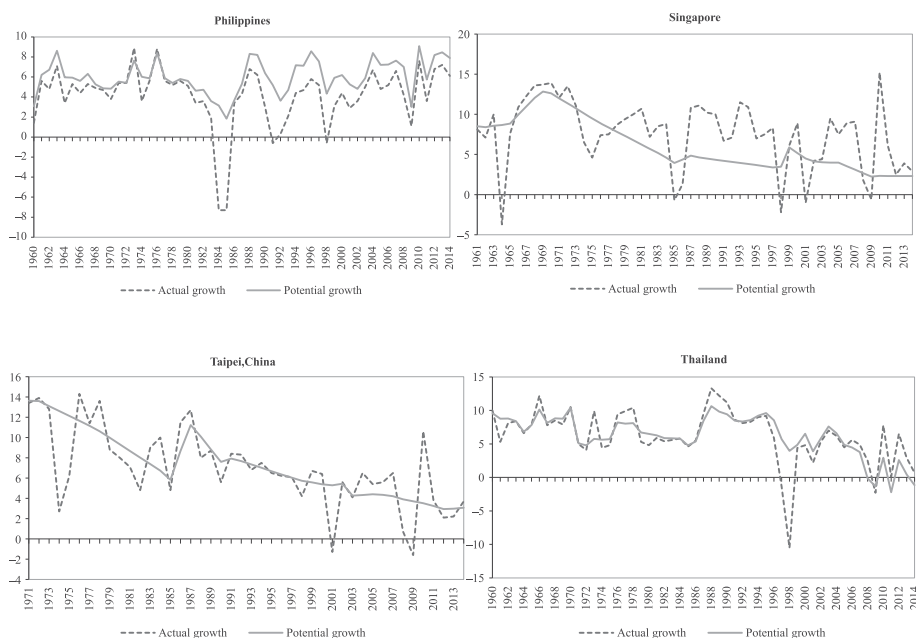 Philippines
10
8
6
4
2
0
–2
–4
–6
–8
–10
1960 1962 1964 1966 1968 1970 1972 1974 1976 1978 1980 1982 1984 1986 1988 1990 1992 1994 1996 1998 2000 2002 2004 2006 2008 2010 2012 2014
Actual growth Potential growth
Singapore
20
15
10
5
0
–5
1961 1963 1965 1967 1969 1971 1973 1975 1977 1979 1981 1983 1985 1987 1989 1991 1993 1995 1997 1999 2001 2003 2005 2007 2009 2011 2013
Actual growth Potential growth
Taipei,China
16
14
12
10
8
6
4
2
0
–2
–4
1971 1973 1975 1977 1979 1981 1983 1985 1987 1989 1991 1993 1995 1997 1999 2001 2003 2005 2007 2009 2011 2013
Actual growth Potential growth
Thailand
15
10
5
0
–5
–10
–15
1960 1962 1964 1966 1968 1970 1972 1974 1976 1978 1980 1982 1984 1986 1988 1990 1992 1994 1996 1998 2000 2002 2004 2006 2008 2010 2012 2014
Actual growth Potential growth